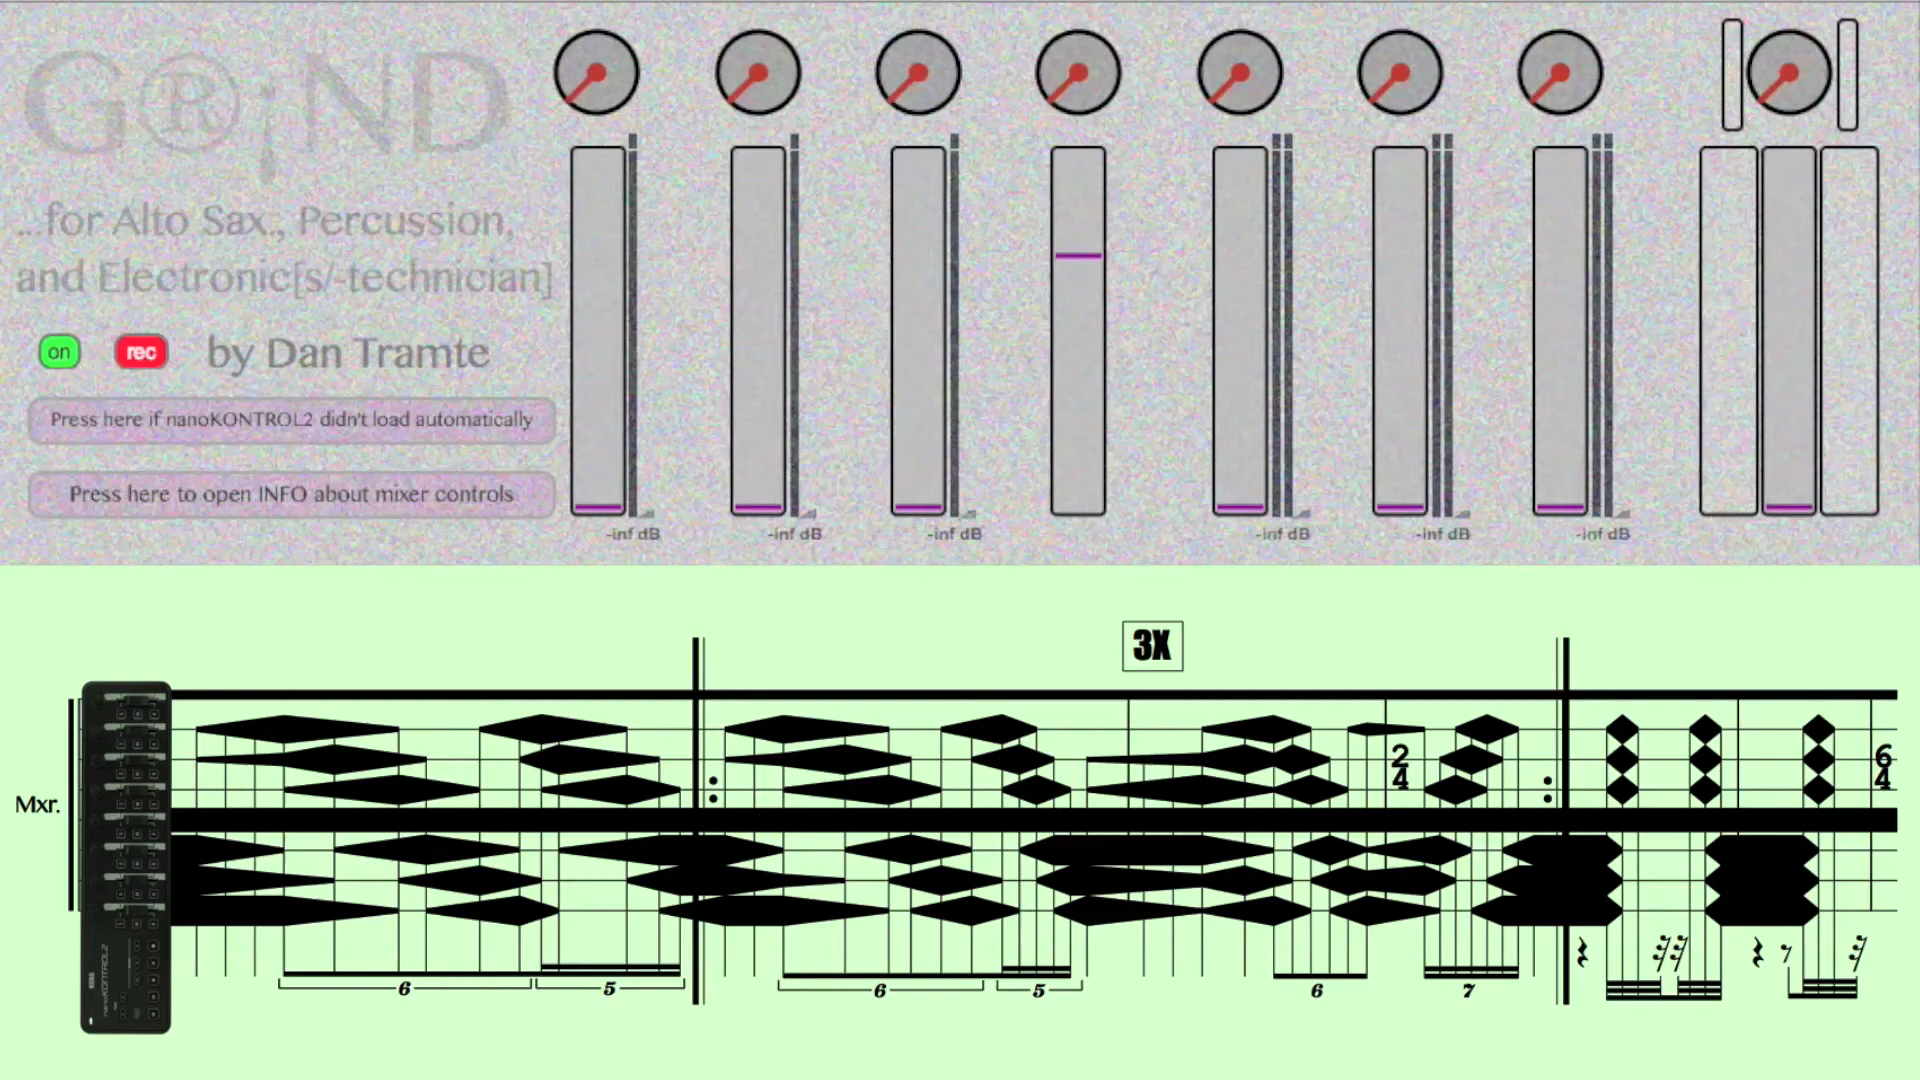 G®¡ND
...for Alto Sax., Percussion,
and Electronic[s/-technician]
on rec by Dan Tramte
Press here if nanoKONTROL2 didn't load automatically
Press here to open INFO about mixer controls
-inf dB -inf dB -inf dB -inf dB -inf dB -inf dB
3X
2
4
6
4
Mxr.
nanoKONTROL2
6 5 6 5 6 7